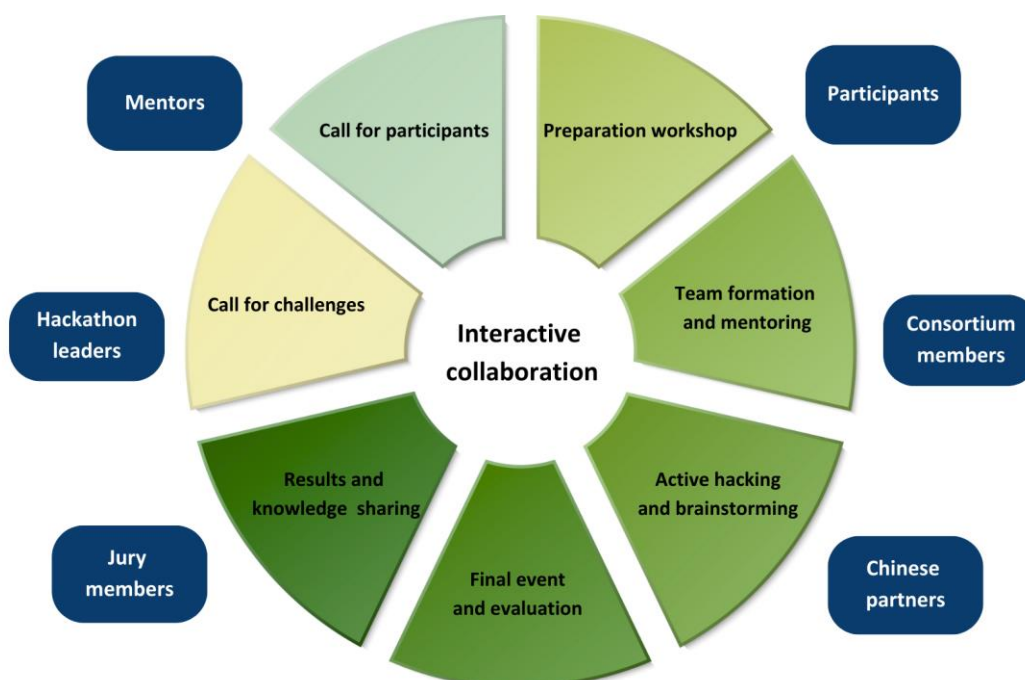 Mentors
Participants
Call for participants
Preparation workshop
Call for challenges
Team formation
and mentoring
Hackathon
leaders
Interactive
collaboration
Consortium
members
Results and
knowledge sharing
Active hacking
and brainstorming
Jury
members
Final event
and evaluation
Chinese
partners